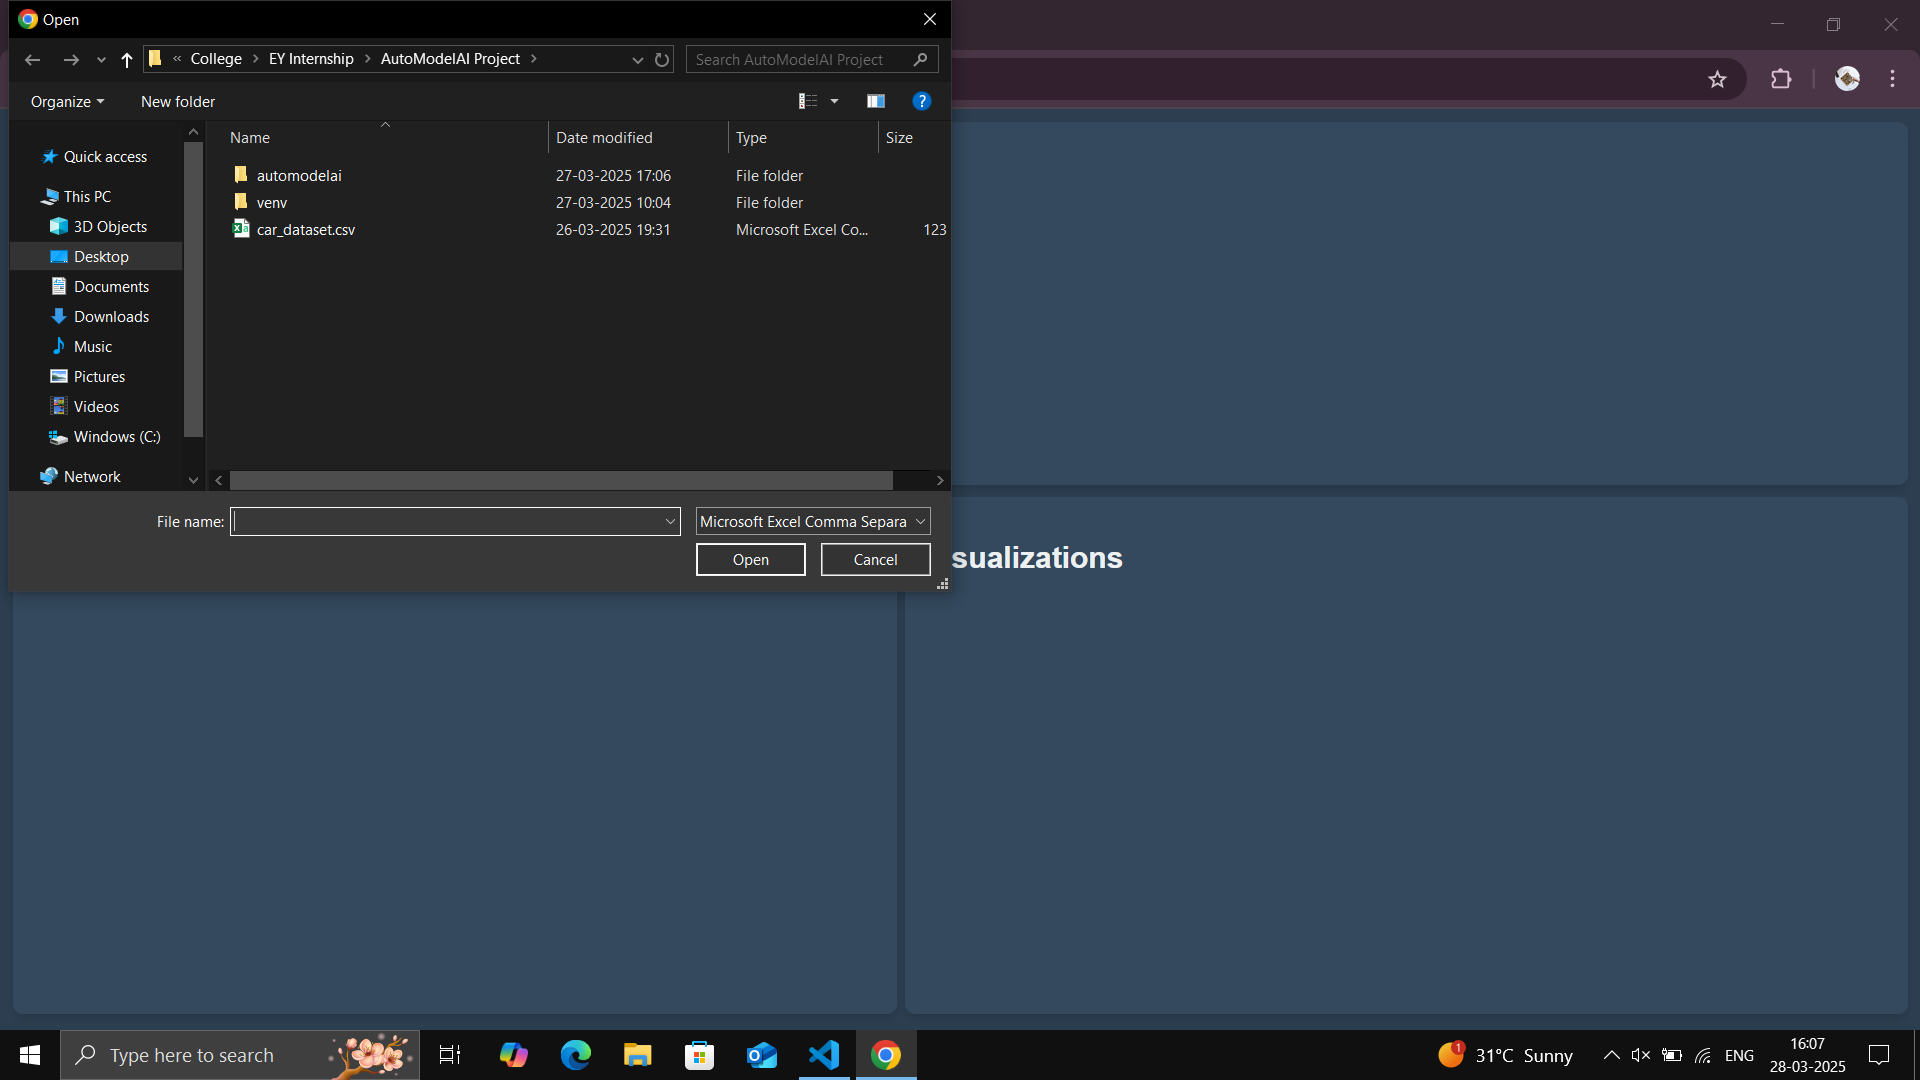 Open
College
EY Internship
AutoModelAI Project
Search AutoModelAI Project
Organize
New folder
Name
Date modified
Type
Size
Quick access
This PC
3D Objects
Desktop
Documents
Downloads
Music
Pictures
Videos
Windows (C:)
Network
automodelai 27-03-2025 17:06 File folder
venv 27-03-2025 10:04 File folder
car_dataset.csv 26-03-2025 19:31 Microsoft Excel Co... 123
File name:
Microsoft Excel Comma Separa
Open
Cancel
sualizations
Type here to search
1
31°C Sunny
ENG
16:07
28-03-2025